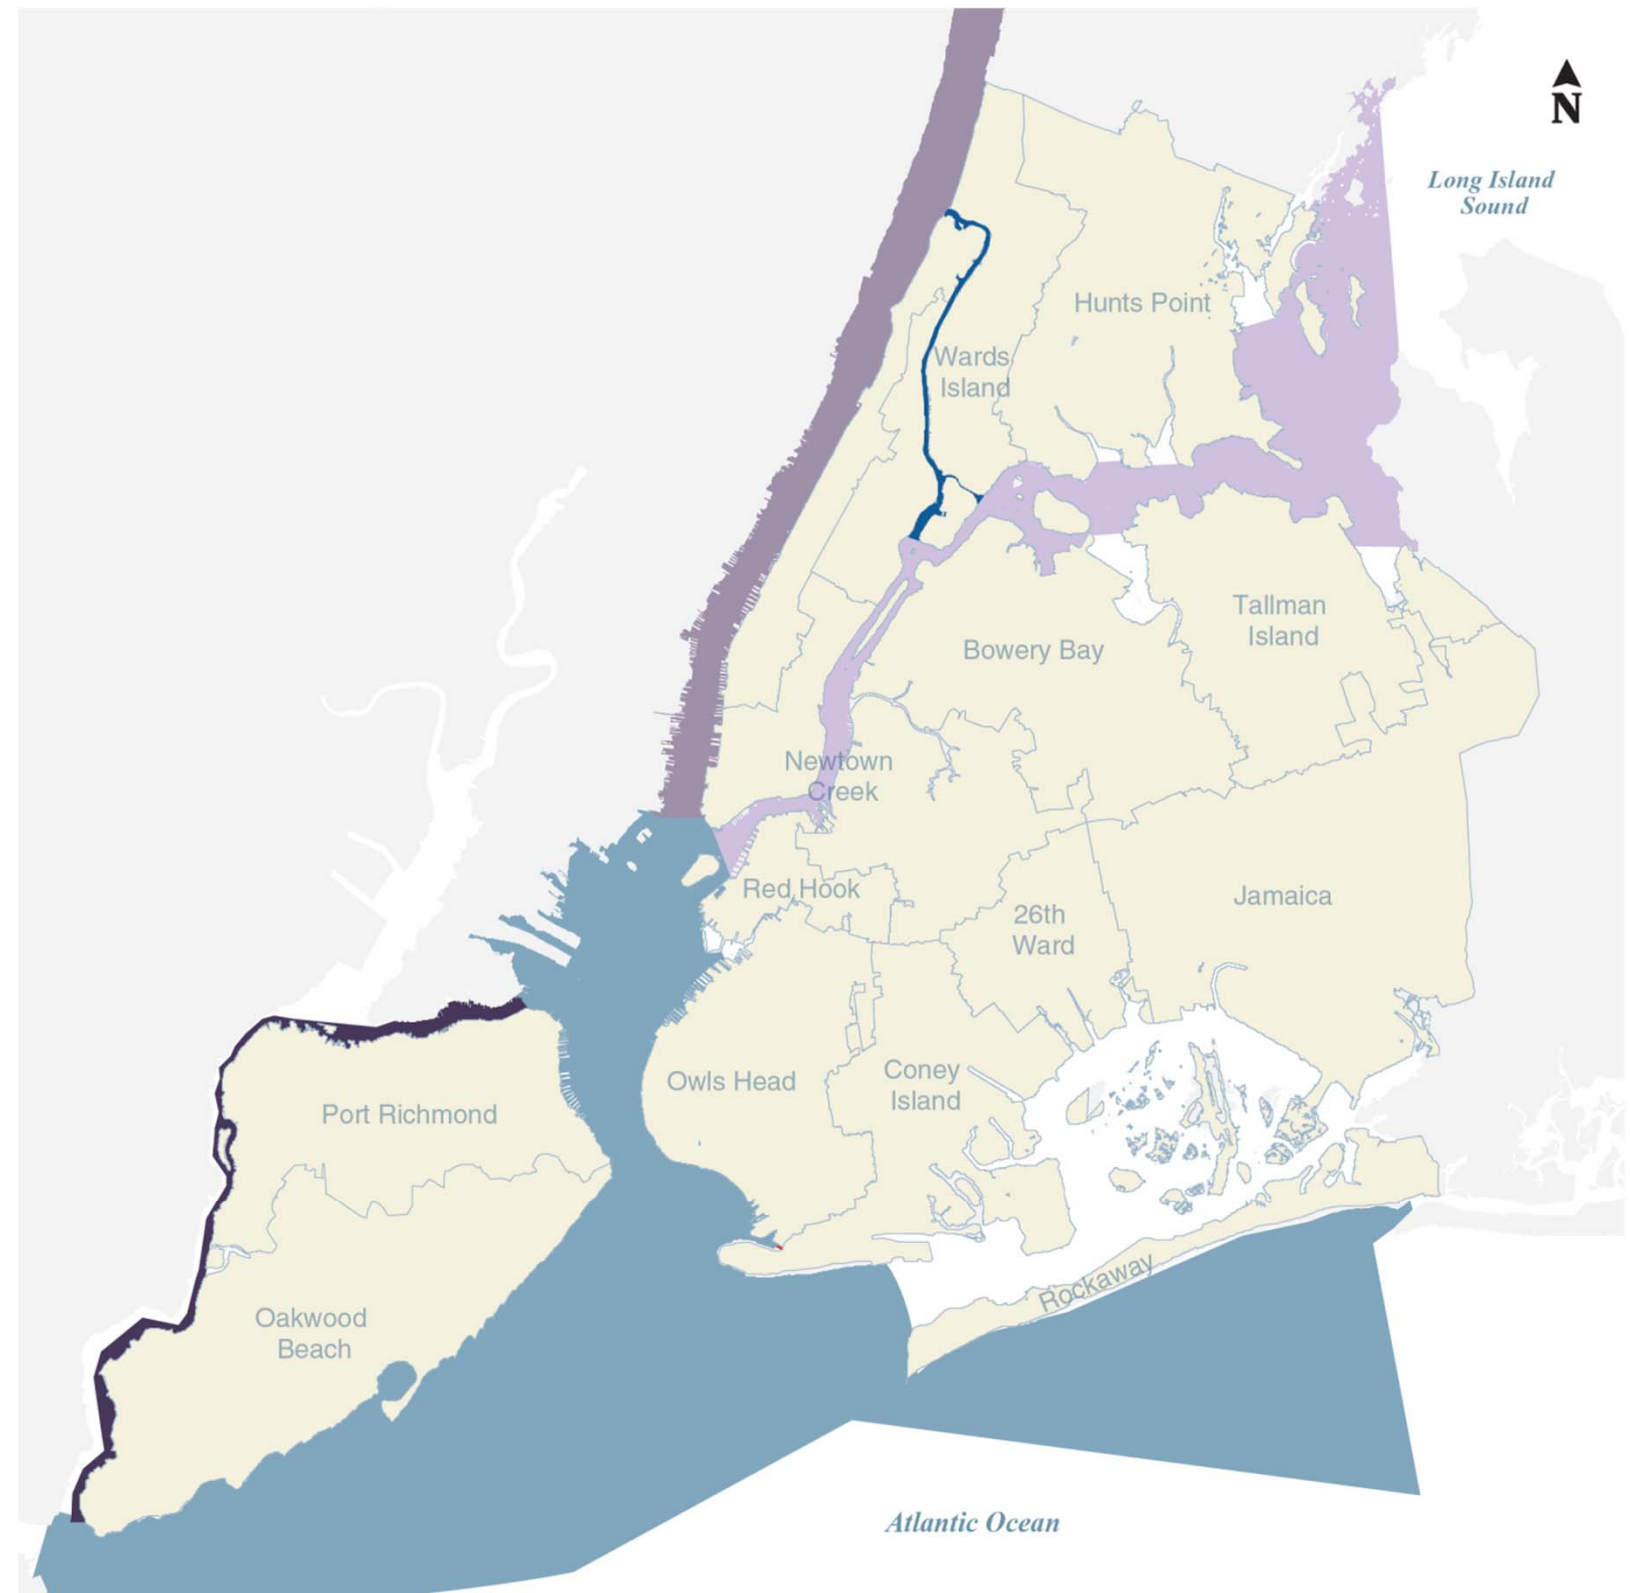 N
Long Island
Sound
Hunts Point
Wards
Island
Tallman
Island
Bowery Bay
Newtown
Creek
Red Hook
Jamaica
26th
Ward
Coney
Island
Owls Head
Port Richmond
Rockaway
Oakwood
Beach
Atlantic Ocean